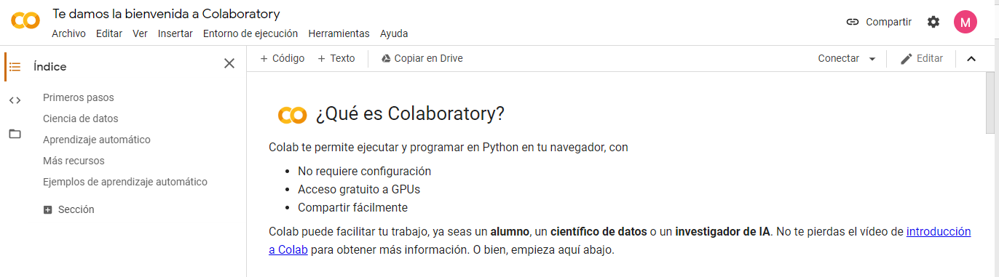 Te damos la bienvenida a Colaboratory
Archivo Editar Ver Insertar Entorno de ejecución Herramientas Ayuda
Compartir
M
Índice
Primeros pasos
Ciencia de datos
Aprendizaje automático
Más recursos
Ejemplos de aprendizaje automático
Sección
+ Código + Texto Copiar en Drive
Conectar
Editar
¿Qué es Colaboratory?
Colab te permite ejecutar y programar en Python en tu navegador, con
• No requiere configuración
• Acceso gratuito a GPUs
• Compartir fácilmente
Colab puede facilitar tu trabajo, ya seas un alumno, un científico de datos o un investigador de IA. No te pierdas el vídeo de introducción
a Colab para obtener más información. O bien, empieza aquí abajo.